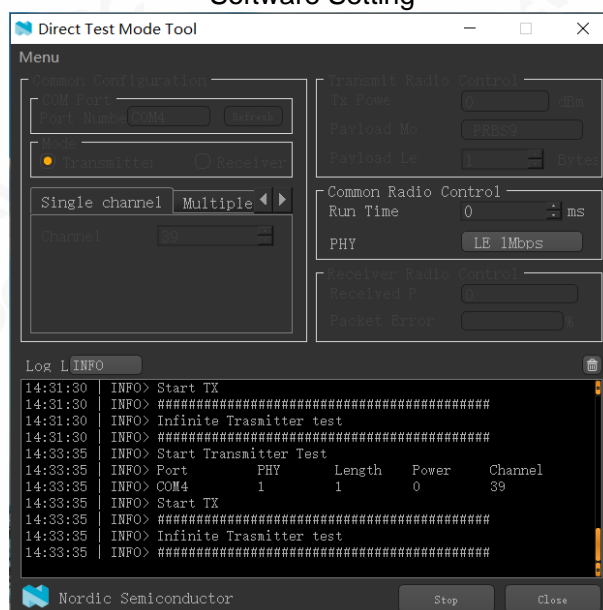 Software Setting
Direct Test Mode Tool
Menu
Common Configuration
COM Port
Port Numbe COM4 Refresh
Mode
Transmitter Receiver
Single channel Multiple
Channel 39
Transmit Radio Control
Tx Powe 0 dBm
Payload Mo PRBS9
Payload Le 1 Bytes
Common Radio Control
Run Time 0 ms
PHY LE 1Mbps
Receiver Radio Control
Received P 0
Packet Error %
Log L INFO
14:31:30 | INFO> Start TX
14:31:30 | INFO> ##########################################
14:31:30 | INFO> Infinite Trasmitter test
14:31:30 | INFO> ##########################################
14:33:35 | INFO> Start Transmitter Test
14:33:35 | INFO> Port PHY Length Power Channel
14:33:35 | INFO> COM4 1 1 0 39
14:33:35 | INFO> Start TX
14:33:35 | INFO> ##########################################
14:33:35 | INFO> Infinite Trasmitter test
14:33:35 | INFO> ##########################################
Nordic Semiconductor Stop Close